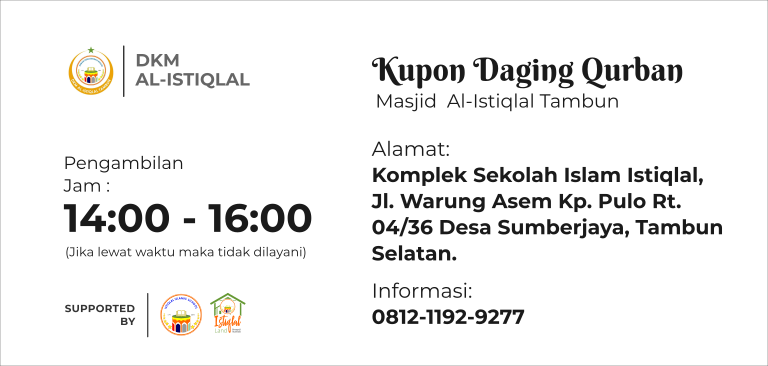 DKM
AL-ISTIQLAL
Kupon Daging Qurban
Masjid Al-Istiqlal Tambun
Pengambilan
Jam :
14:00 - 16:00
(Jika lewat waktu maka tidak dilayani)
Alamat:
Komplek Sekolah Islam Istiqlal,
Jl. Warung Asem Kp. Pulo Rt.
04/36 Desa Sumberjaya, Tambun
Selatan.
Informasi:
0812-1192-9277
SUPPORTED
BY
Istiqlal